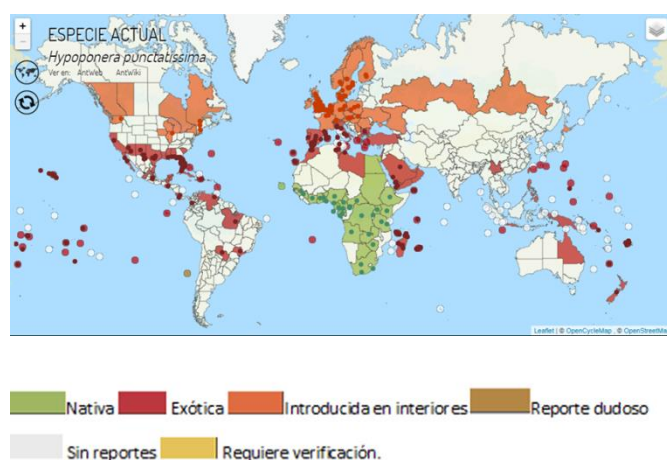 +
ESPECIE ACTUAL
−
Hypoponera punctatissima
Ver en: AntWeb AntWiki
Leaflet | © OpenCycleMap, © OpenStreetMa
Nativa Exótica Introducida en interiores Reporte dudoso
Sin reportes Requiere verificación.